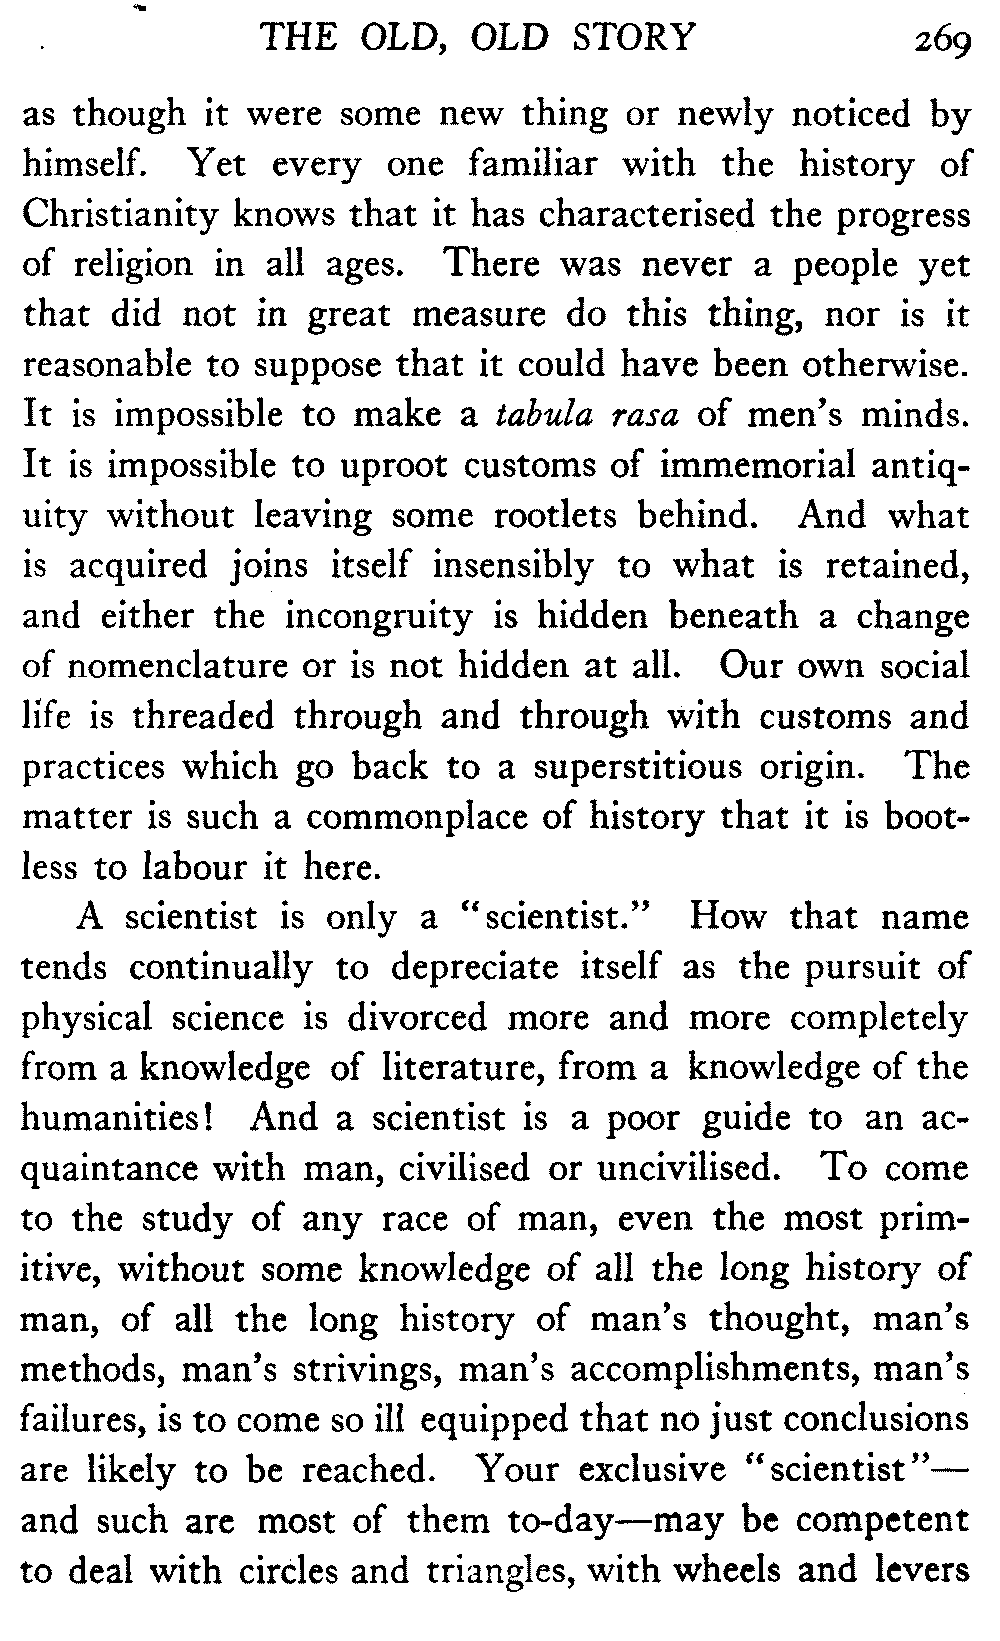 THE OLD, OLD STORY 269
as though it were some new thing or newly noticed by
himself. Yet every one familiar with the history of
Christianity knows that it has characterised the progress
of religion in all ages. There was never a people yet
that did not in great measure do this thing, nor is it
reasonable to suppose that it could have been otherwise.
It is impossible to make a tabula rasa of men's minds.
It is impossible to uproot customs of immemorial antiq-
uity without leaving some rootlets behind. And what
is acquired joins itself insensibly to what is retained,
and either the incongruity is hidden beneath a change
of nomenclature or is not hidden at all. Our own social
life is threaded through and through with customs and
practices which go back to a superstitious origin. The
matter is such a commonplace of history that it is boot-
less to labour it here.
A scientist is only a "scientist." How that name
tends continually to depreciate itself as the pursuit of
physical science is divorced more and more completely
from a knowledge of literature, from a knowledge of the
humanities! And a scientist is a poor guide to an ac-
quaintance with man, civilised or uncivilised. To come
to the study of any race of man, even the most prim-
itive, without some knowledge of all the long history of
man, of all the long history of man's thought, man's
methods, man's strivings, man's accomplishments, man's
failures, is to come so ill equipped that no just conclusions
are likely to be reached. Your exclusive "scientist"—
and such are most of them to-day—may be competent
to deal with circles and triangles, with wheels and levers